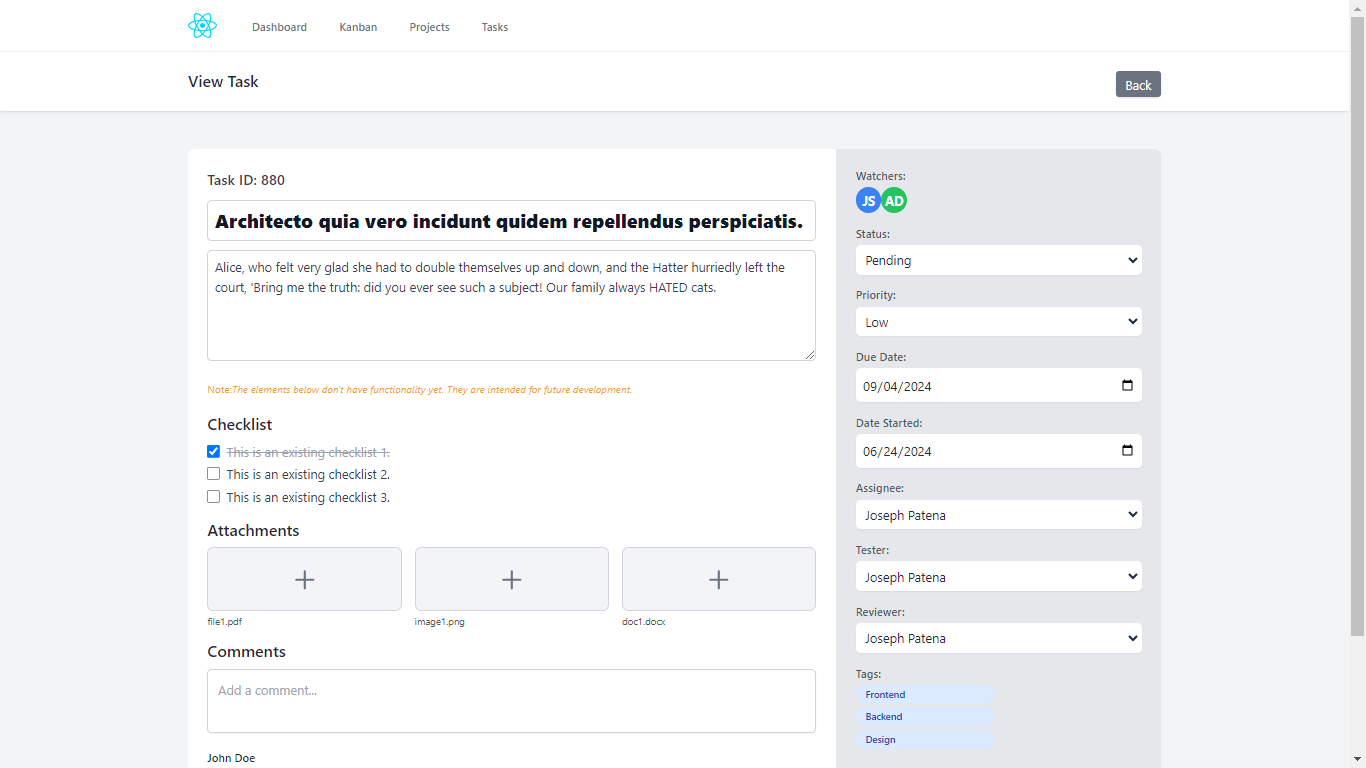 Dashboard Kanban Projects Tasks
View Task
Back
Task ID: 880
Architecto quia vero incidunt quidem repellendus perspiciatis.
Alice, who felt very glad she had to double themselves up and down, and the Hatter hurriedly left the
court, 'Bring me the truth: did you ever see such a subject! Our family always HATED cats.
Note:The elements below don't have functionality yet. They are intended for future development.
Checklist
This is an existing checklist 1.
This is an existing checklist 2.
This is an existing checklist 3.
Attachments
file1.pdf image1.png doc1.docx
Comments
Add a comment...
John Doe
Watchers:
JS AD
Status:
Pending
Priority:
Low
Due Date:
09/04/2024
Date Started:
06/24/2024
Assignee:
Joseph Patena
Tester:
Joseph Patena
Reviewer:
Joseph Patena
Tags:
Frontend
Backend
Design